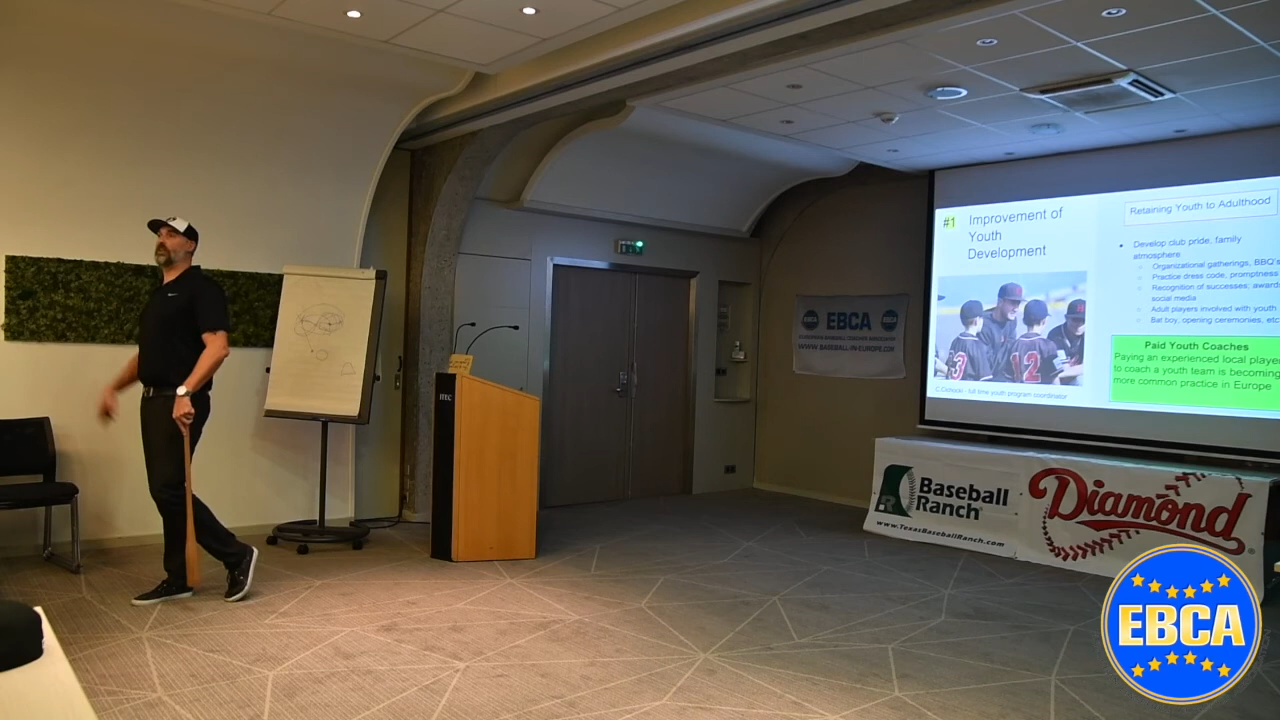 #1
Improvement of
Youth
Development
Retaining Youth to Adulthood
Develop club pride, family
atmosphere
Organizational gatherings, BBQ's
Practice dress code, promptness
Recognition of successes; awards
social media
Adult players involved with youth
Bat boy, opening ceremonies, etc
Paid Youth Coaches
Paying an experienced local player
to coach a youth team is becoming
more common practice in Europe
- full time youth program coordinator
3
12
EBCA
WWW.BASEBALL-IN-EUROPE.COM
Baseball
Ranch
www.TexasBaseballRanch.com
Diamond
EBCA